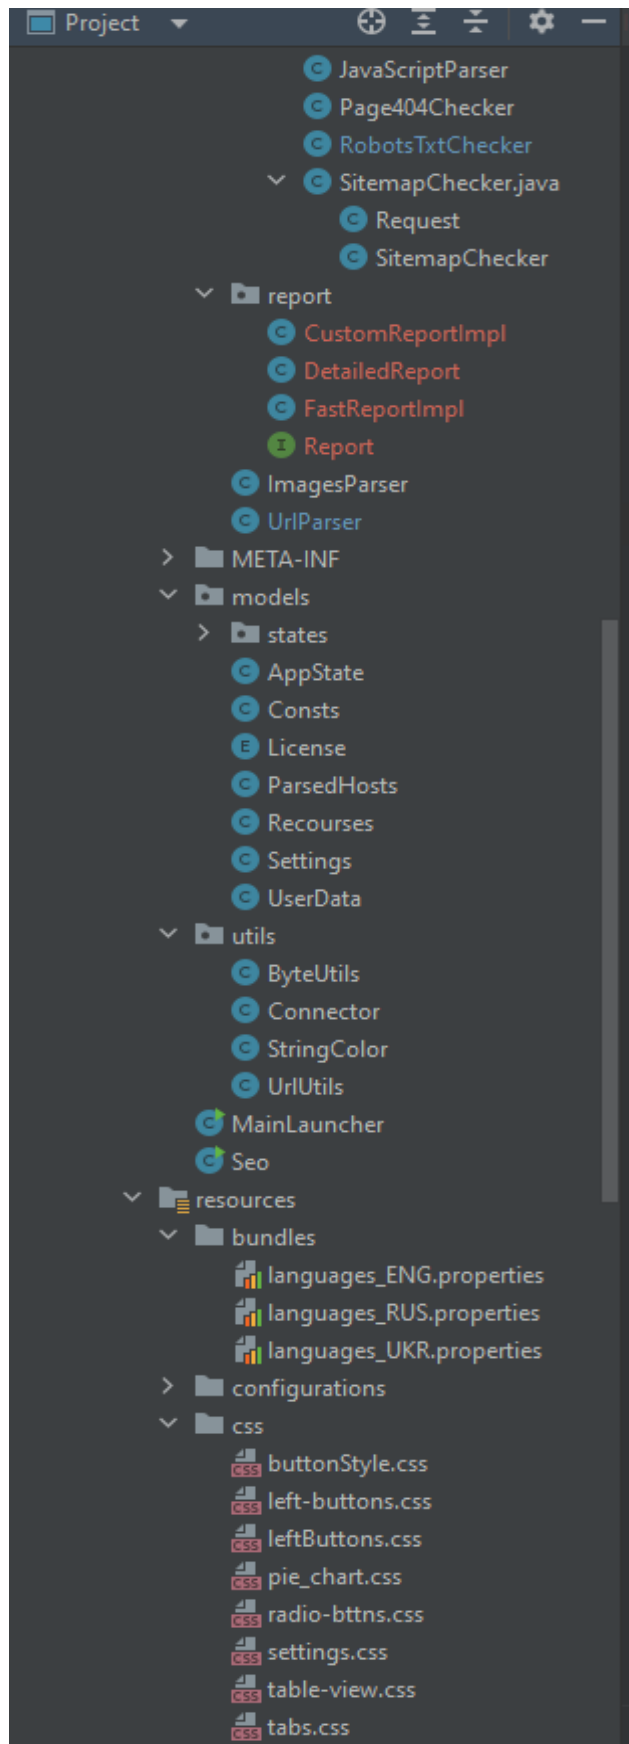 Project
JavaScriptParser
Page404Checker
RobotsTxtChecker
SitemapChecker.java
Request
SitemapChecker
report
CustomReportImpl
DetailedReport
FastReportImpl
Report
ImagesParser
UrlParser
META-INF
models
states
AppState
Consts
License
ParsedHosts
Recourses
Settings
UserData
utils
ByteUtils
Connector
StringColor
UrlUtils
MainLauncher
Seo
resources
bundles
languages_ENG.properties
languages_RUS.properties
languages_UKR.properties
configurations
css
buttonStyle.css
left-buttons.css
leftButtons.css
pie_chart.css
radio-bttns.css
settings.css
table-view.css
tabs.css